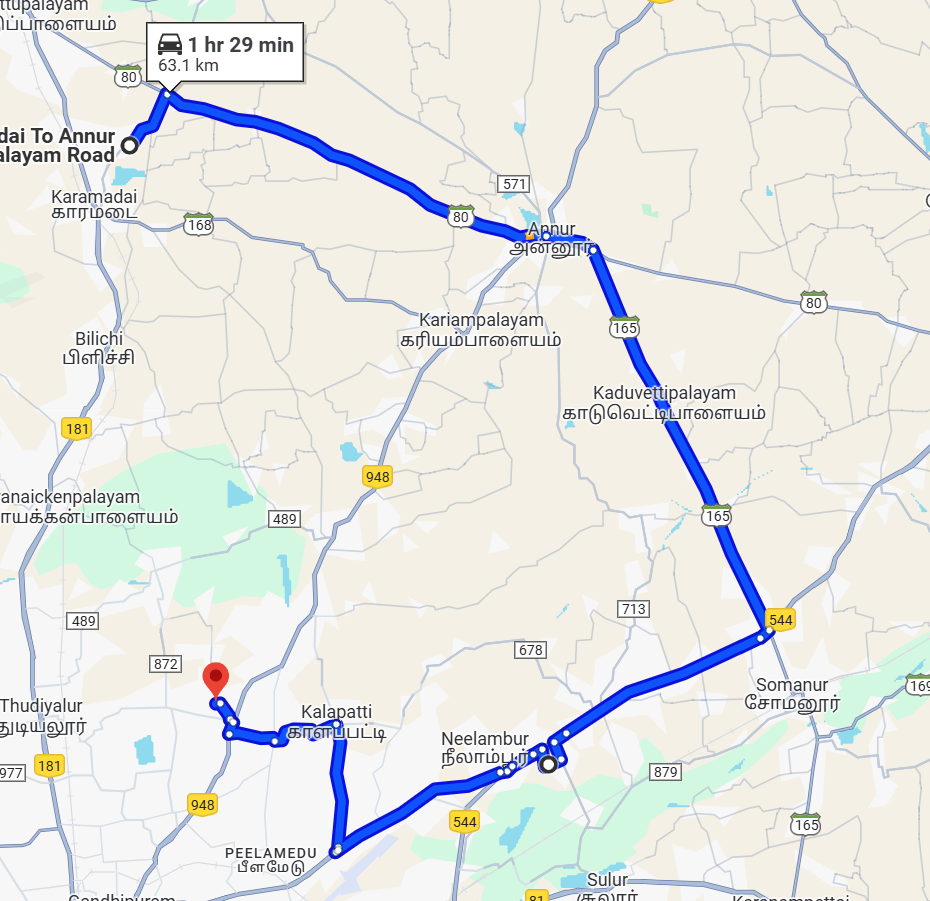 ttupalayam
ப்பாளையம்
1 hr 29 min
63.1 km
80
dai To Annur
alayam Road
571
Karamadai
காரமடை
168
80
Annur
அன்னூர்
80
Kariampalayam
கரியம்பாளையம்
165
Bilichi
பிளிச்சி
Kaduvettipalayam
காடுவெட்டிபாளையம்
181
948
anaickenpalayam
ாயக்கன்பாளையம்
489
165
489
713
544
872
678
Somanur
சோமனூர்
169
Thudiyalur
துடியலூர்
Kalapatti
காளப்பட்டி
Neelambur
நீலாம்பூர்
977
181
879
948
544
165
PEELAMEDU
பீளமேடு
Sulur
சூலூர்
81
Gandhipuram
Karanampettai